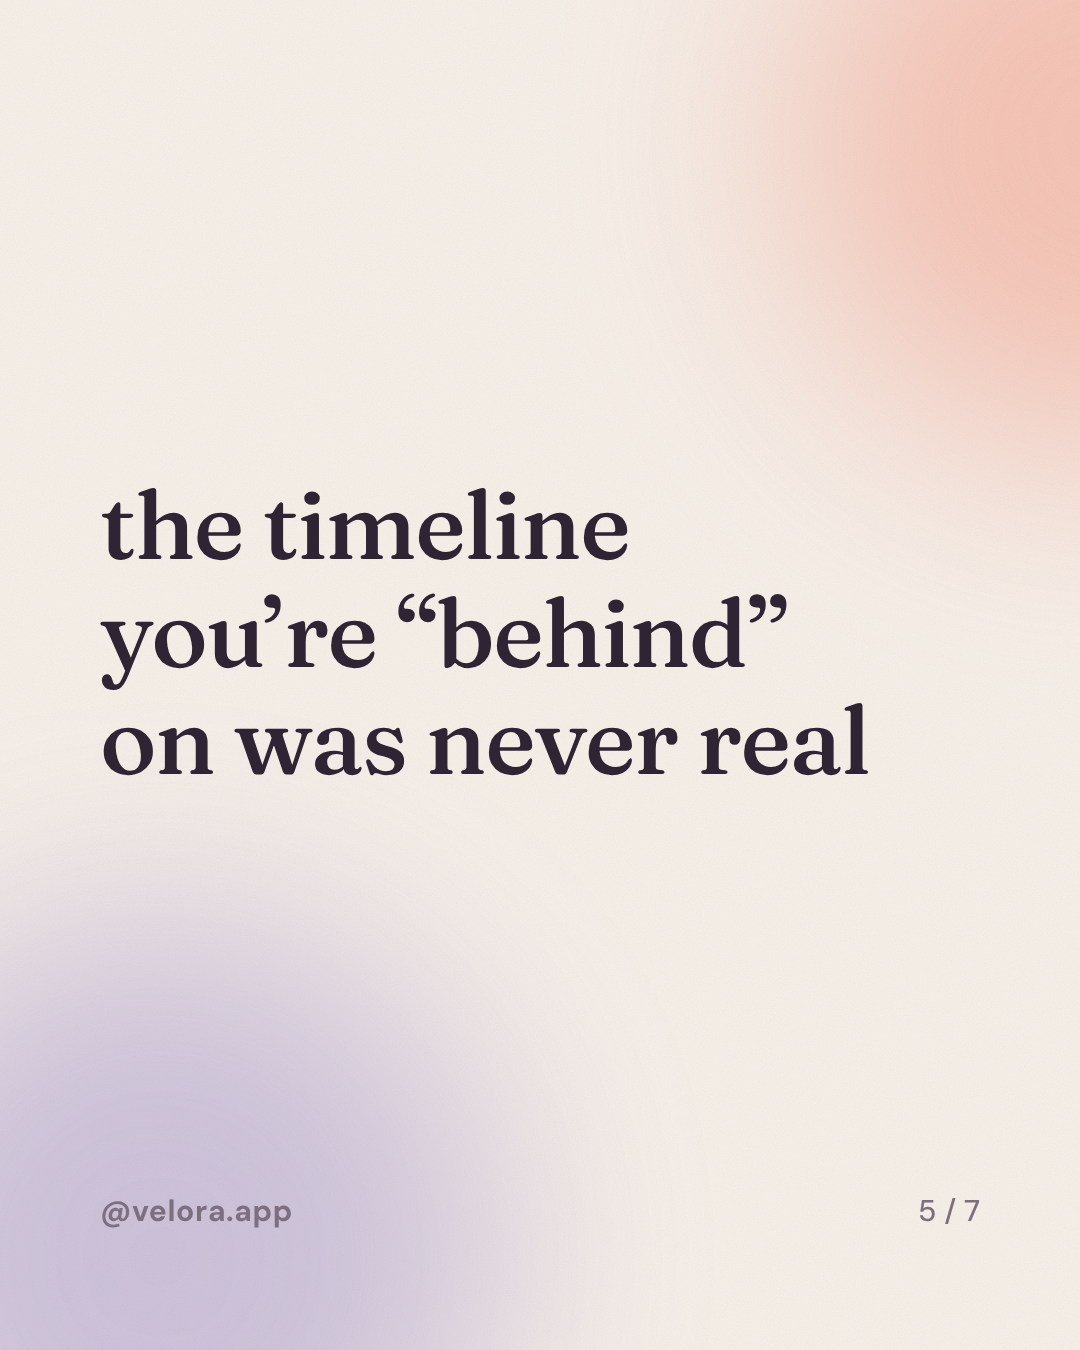 the timeline
you’re “behind”
on was never real
@velora.app
5 / 7